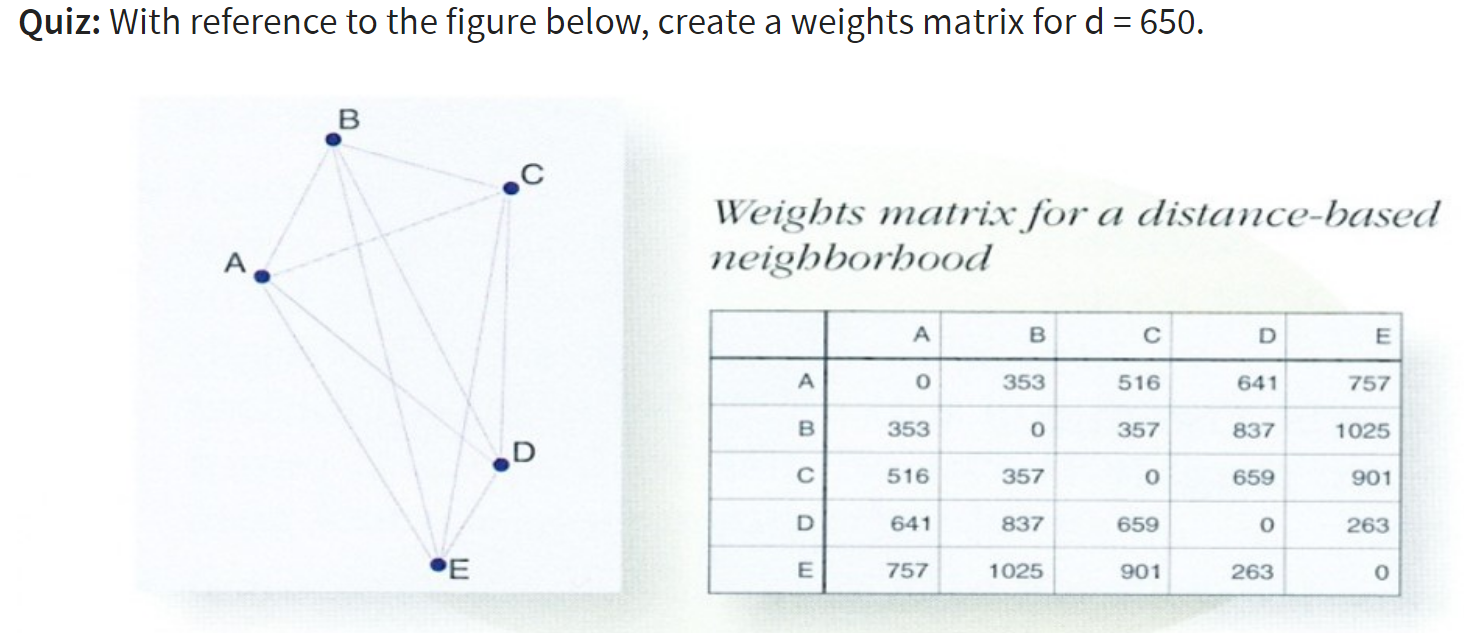 Quiz: With reference to the figure below, create a weights matrix for d = 650.
B
C
A
D
E
Weights matrix for a distance-based
neighborhood
A B C D E
A 0 353 516 641 757
B 353 0 357 837 1025
C 516 357 0 659 901
D 641 837 659 0 263
E 757 1025 901 263 0